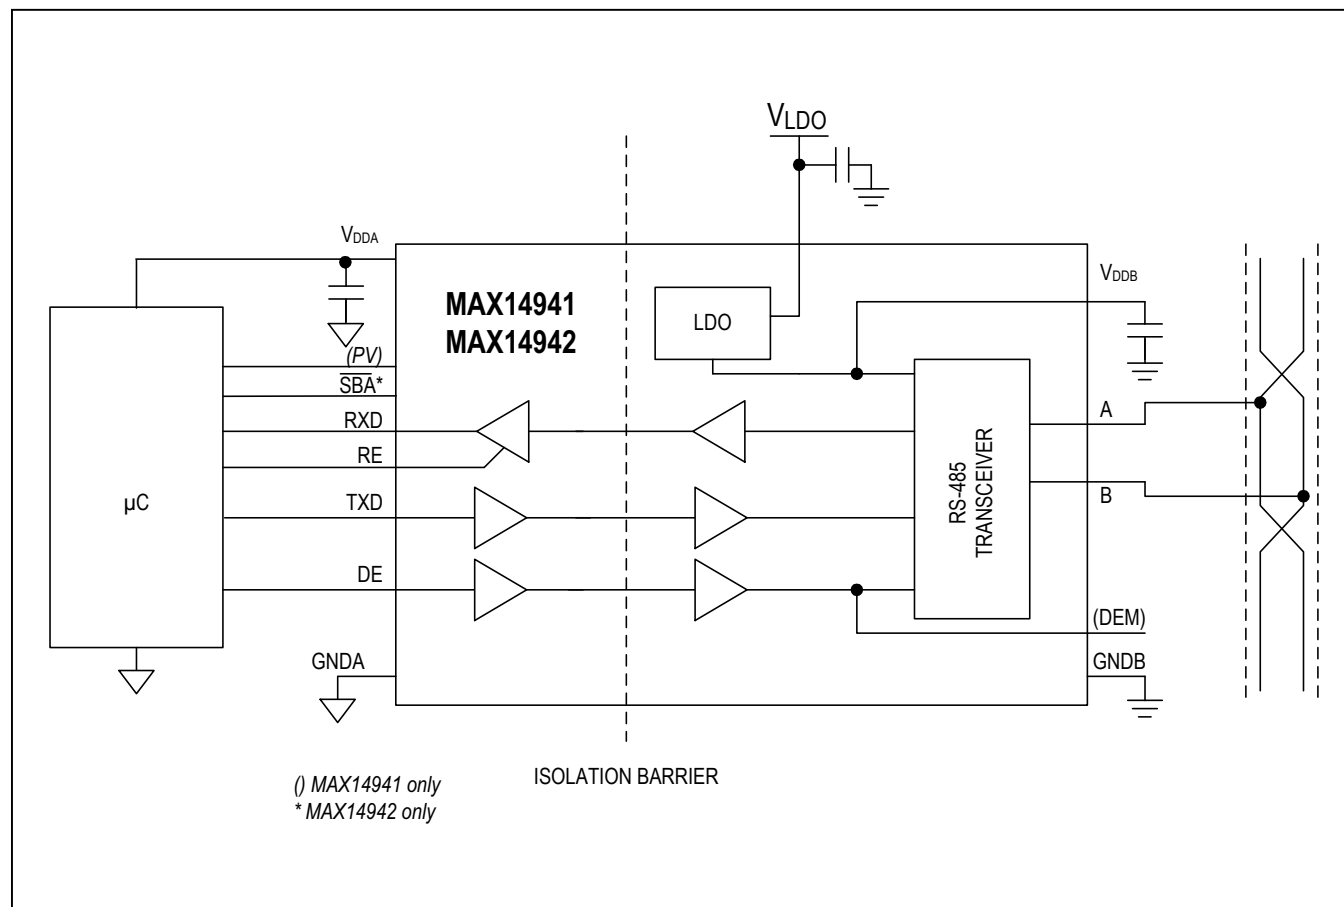 VLDO
VDDA
MAX14941
MAX14942
LDO
VDDB
(PV)
S̅B̅A̅*
RXD
RE
TXD
DE
µC
RS-485
TRANSCEIVER
A
B
(DEM)
GNDA
GNDB
ISOLATION BARRIER
() MAX14941 only
* MAX14942 only